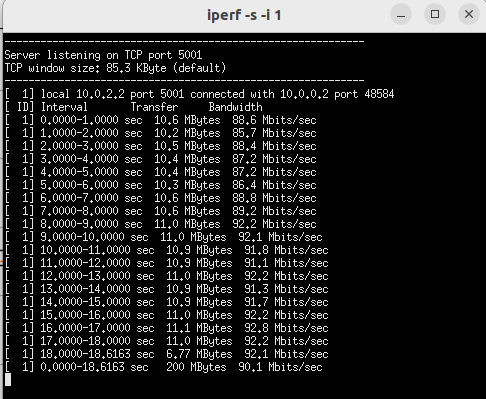 iperf -s -i 1
------------------------------------------------------------
Server listening on TCP port 5001
TCP window size: 85.3 KByte (default)
------------------------------------------------------------
[  1] local 10.0.2.2 port 5001 connected with 10.0.0.2 port 48584
[ ID] Interval       Transfer     Bandwidth
[  1] 0.0000-1.0000 sec  10.6 MBytes  88.6 Mbits/sec
[  1] 1.0000-2.0000 sec  10.2 MBytes  85.7 Mbits/sec
[  1] 2.0000-3.0000 sec  10.5 MBytes  88.4 Mbits/sec
[  1] 3.0000-4.0000 sec  10.4 MBytes  87.2 Mbits/sec
[  1] 4.0000-5.0000 sec  10.4 MBytes  87.2 Mbits/sec
[  1] 5.0000-6.0000 sec  10.3 MBytes  86.4 Mbits/sec
[  1] 6.0000-7.0000 sec  10.6 MBytes  88.8 Mbits/sec
[  1] 7.0000-8.0000 sec  10.6 MBytes  89.2 Mbits/sec
[  1] 8.0000-9.0000 sec  11.0 MBytes  92.2 Mbits/sec
[  1] 9.0000-10.0000 sec  11.0 MBytes  92.1 Mbits/sec
[  1] 10.0000-11.0000 sec  10.9 MBytes  91.8 Mbits/sec
[  1] 11.0000-12.0000 sec  10.9 MBytes  91.1 Mbits/sec
[  1] 12.0000-13.0000 sec  11.0 MBytes  92.2 Mbits/sec
[  1] 13.0000-14.0000 sec  10.9 MBytes  91.3 Mbits/sec
[  1] 14.0000-15.0000 sec  10.9 MBytes  91.7 Mbits/sec
[  1] 15.0000-16.0000 sec  11.0 MBytes  92.2 Mbits/sec
[  1] 16.0000-17.0000 sec  11.1 MBytes  92.8 Mbits/sec
[  1] 17.0000-18.0000 sec  11.0 MBytes  92.2 Mbits/sec
[  1] 18.0000-18.6163 sec  6.77 MBytes  92.1 Mbits/sec
[  1] 0.0000-18.6163 sec   200 MBytes  90.1 Mbits/sec